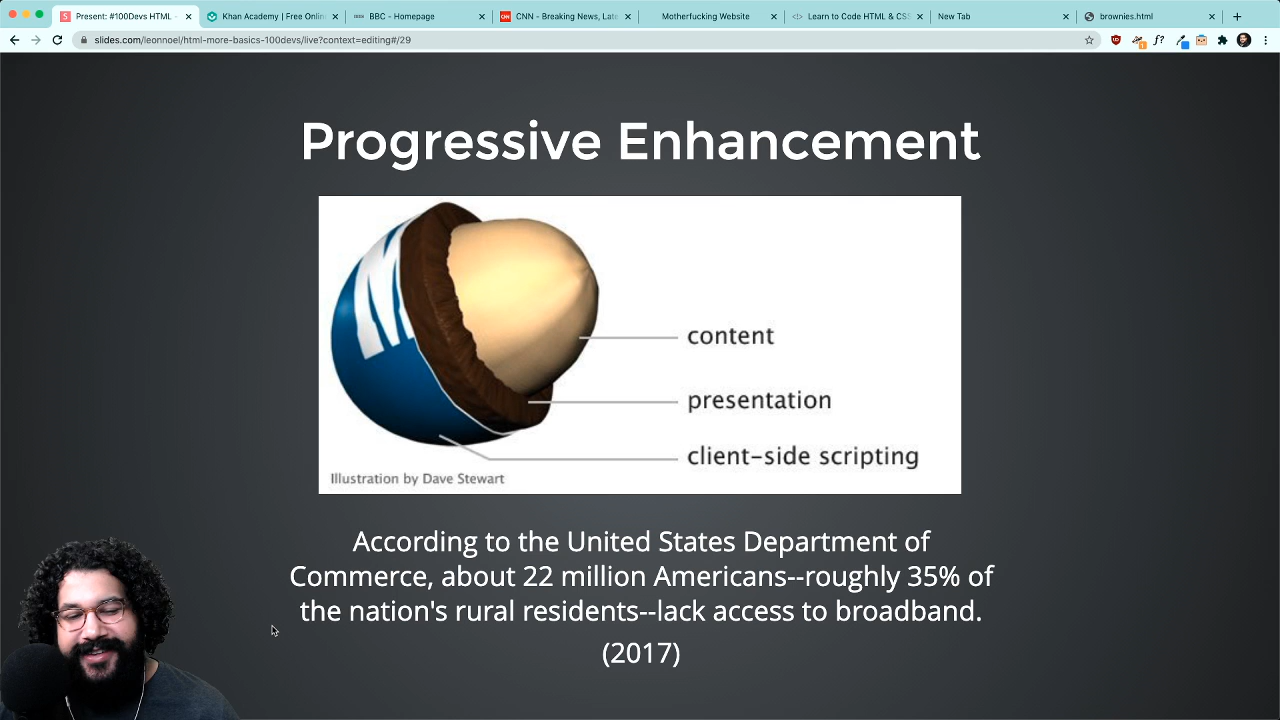 Present: #100Devs HTML -
Khan Academy | Free Onlin
BBC - Homepage
CNN - Breaking News, Late
Motherfucking Website
Learn to Code HTML & CSS
New Tab
brownies.html
slides.com/leonnoel/html-more-basics-100devs/live?context=editing#/29
Progressive Enhancement
content
presentation
client-side scripting
Illustration by Dave Stewart
According to the United States Department of
Commerce, about 22 million Americans--roughly 35% of
the nation's rural residents--lack access to broadband.
(2017)